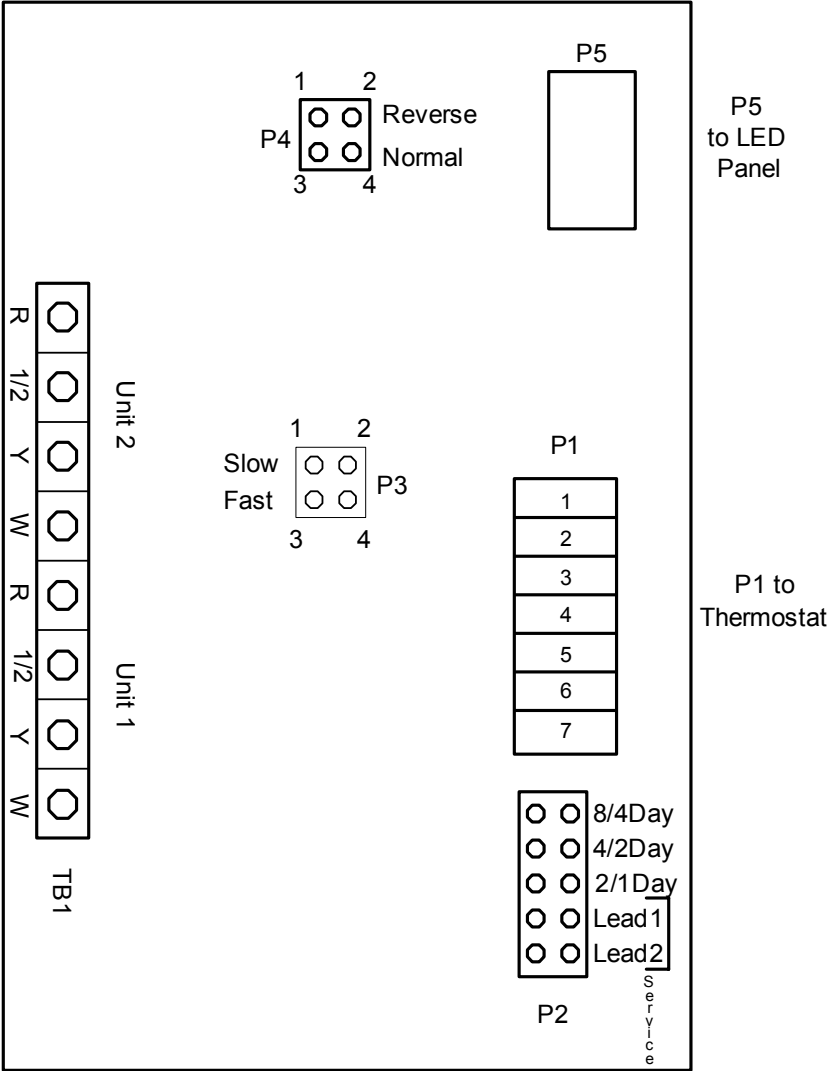 P5
1 2
P4
Reverse
Normal
3 4
P5
to LED
Panel
R
1/2
Y
W
Unit 2
R
1/2
Y
W
Unit 1
TB1
1 2
Slow
Fast
P3
3 4
P1
1
2
3
4
5
6
7
P1 to
Thermostat
8/4Day
4/2Day
2/1Day
Lead1
Lead2
Service
P2